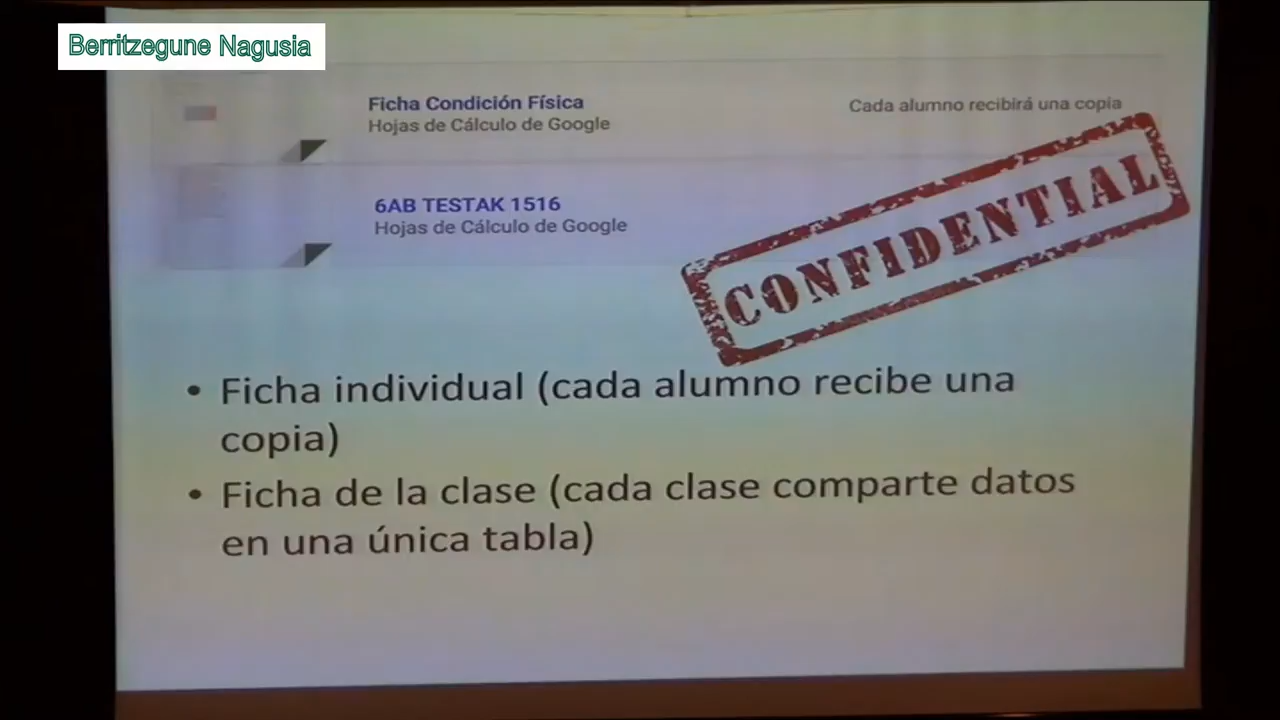 Berritzegune Nagusia
Ficha Condición Física
Hojas de Cálculo de Google
Cada alumno recibirá una copia
6AB TESTAK 1516
Hojas de Cálculo de Google
CONFIDENTIAL
• Ficha individual (cada alumno recibe una
copia)
• Ficha de la clase (cada clase comparte datos
en una única tabla)